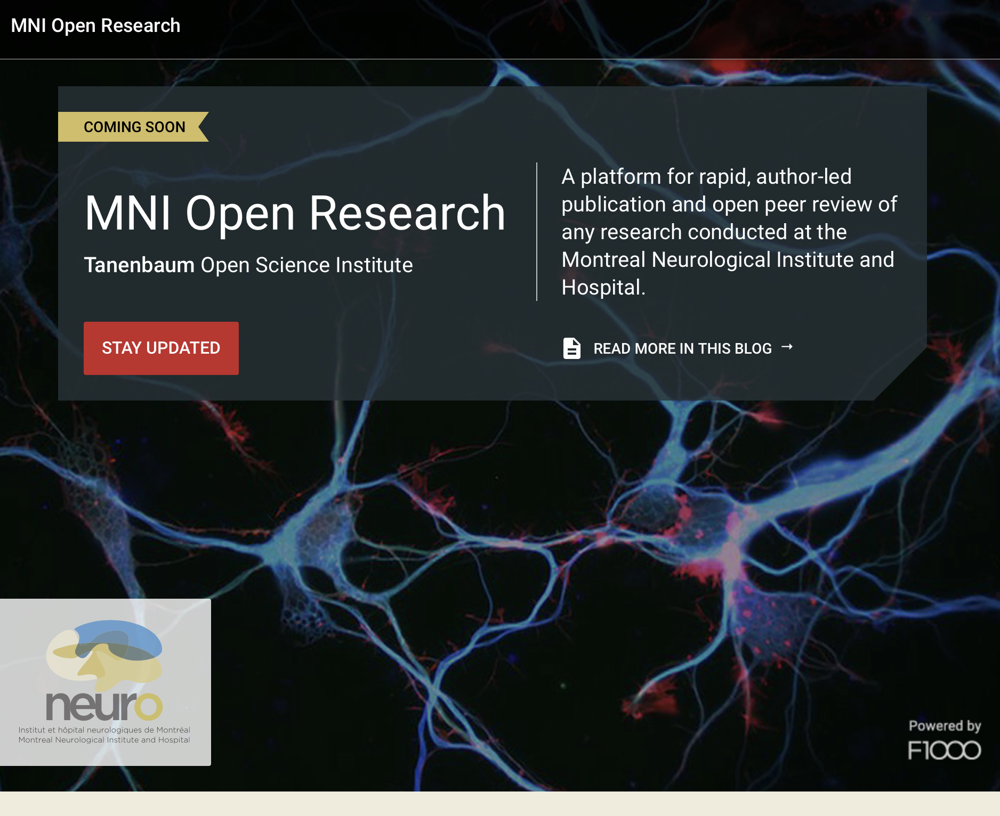 MNI Open Research
COMING SOON
MNI Open Research
Tanenbaum Open Science Institute
STAY UPDATED
A platform for rapid, author-led
publication and open peer review of
any research conducted at the
Montreal Neurological Institute and
Hospital.
READ MORE IN THIS BLOG →
neuro
Institut et hôpital neurologiques de Montréal
Montreal Neurological Institute and Hospital
Powered by
F1000